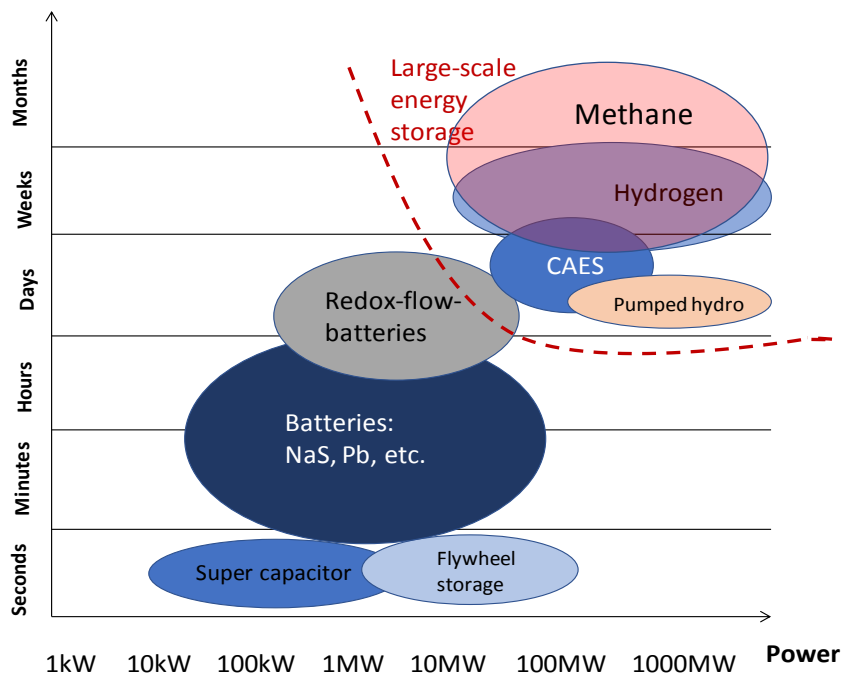 Months
Weeks
Days
Hours
Minutes
Seconds
Large-scale
energy
storage
Methane
Hydrogen
CAES
Pumped hydro
Redox-flow-
batteries
Batteries:
NaS, Pb, etc.
Super capacitor
Flywheel
storage
1kW 10kW 100kW 1MW 10MW 100MW 1000MW Power